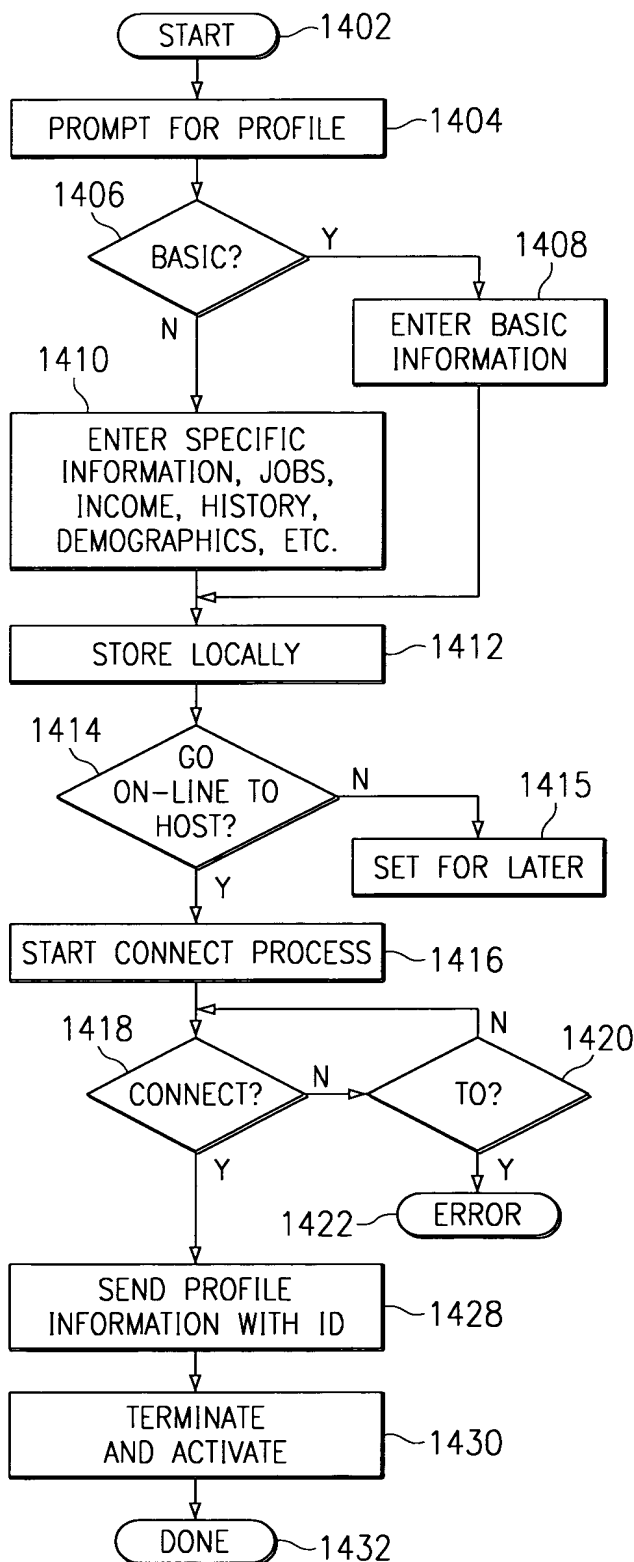 START
1402
PROMPT FOR PROFILE
1404
1406
BASIC?
Y
N
1408
ENTER BASIC
INFORMATION
1410
ENTER SPECIFIC
INFORMATION, JOBS,
INCOME, HISTORY,
DEMOGRAPHICS, ETC.
STORE LOCALLY
1412
1414
GO
ON-LINE TO
HOST?
N
Y
1415
SET FOR LATER
START CONNECT PROCESS
1416
1418
CONNECT?
N
Y
N
1420
TO?
Y
1422
ERROR
SEND PROFILE
INFORMATION WITH ID
1428
TERMINATE
AND ACTIVATE
1430
DONE
1432